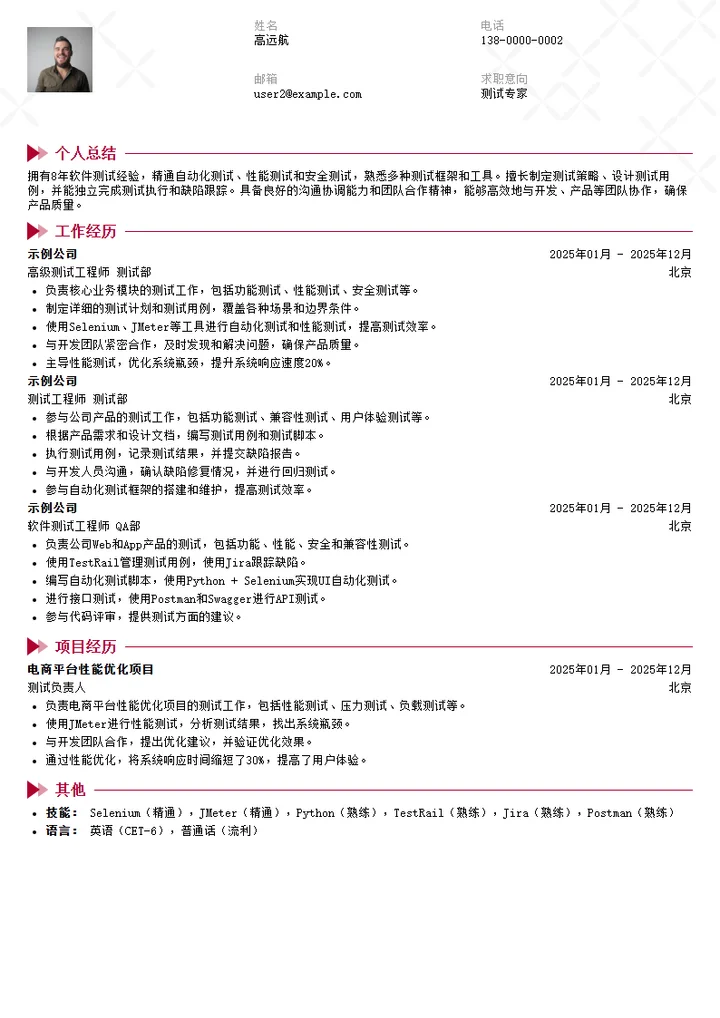 姓名
高远航
电话
138-0000-0002
邮箱
user2@example.com
求职意向
测试专家
个人总结
拥有8年软件测试经验，精通自动化测试、性能测试和安全测试，熟悉多种测试框架和工具。擅长制定测试策略、设计测试用
例，并能独立完成测试执行和缺陷跟踪。具备良好的沟通协调能力和团队合作精神，能够高效地与开发、产品等团队协作，确保
产品质量。
工作经历
示例公司 2025年01月 - 2025年12月
高级测试工程师 测试部 北京
• 负责核心业务模块的测试工作，包括功能测试、性能测试、安全测试等。
• 制定详细的测试计划和测试用例，覆盖各种场景和边界条件。
• 使用Selenium、JMeter等工具进行自动化测试和性能测试，提高测试效率。
• 与开发团队紧密合作，及时发现和解决问题，确保产品质量。
• 主导性能测试，优化系统瓶颈，提升系统响应速度20%。
示例公司 2025年01月 - 2025年12月
测试工程师 测试部 北京
• 参与公司产品的测试工作，包括功能测试、兼容性测试、用户体验测试等。
• 根据产品需求和设计文档，编写测试用例和测试脚本。
• 执行测试用例，记录测试结果，并提交缺陷报告。
• 与开发人员沟通，确认缺陷修复情况，并进行回归测试。
• 参与自动化测试框架的搭建和维护，提高测试效率。
示例公司 2025年01月 - 2025年12月
软件测试工程师 QA部 北京
• 负责公司Web和App产品的测试，包括功能、性能、安全和兼容性测试。
• 使用TestRail管理测试用例，使用Jira跟踪缺陷。
• 编写自动化测试脚本，使用Python + Selenium实现UI自动化测试。
• 进行接口测试，使用Postman和Swagger进行API测试。
• 参与代码评审，提供测试方面的建议。
项目经历
电商平台性能优化项目 2025年01月 - 2025年12月
测试负责人 北京
• 负责电商平台性能优化项目的测试工作，包括性能测试、压力测试、负载测试等。
• 使用JMeter进行性能测试，分析测试结果，找出系统瓶颈。
• 与开发团队合作，提出优化建议，并验证优化效果。
• 通过性能优化，将系统响应时间缩短了30%，提高了用户体验。
其他
• 技能： Selenium（精通），JMeter（精通），Python（熟练），TestRail（熟练），Jira（熟练），Postman（熟练）
• 语言： 英语（CET-6），普通话（流利）